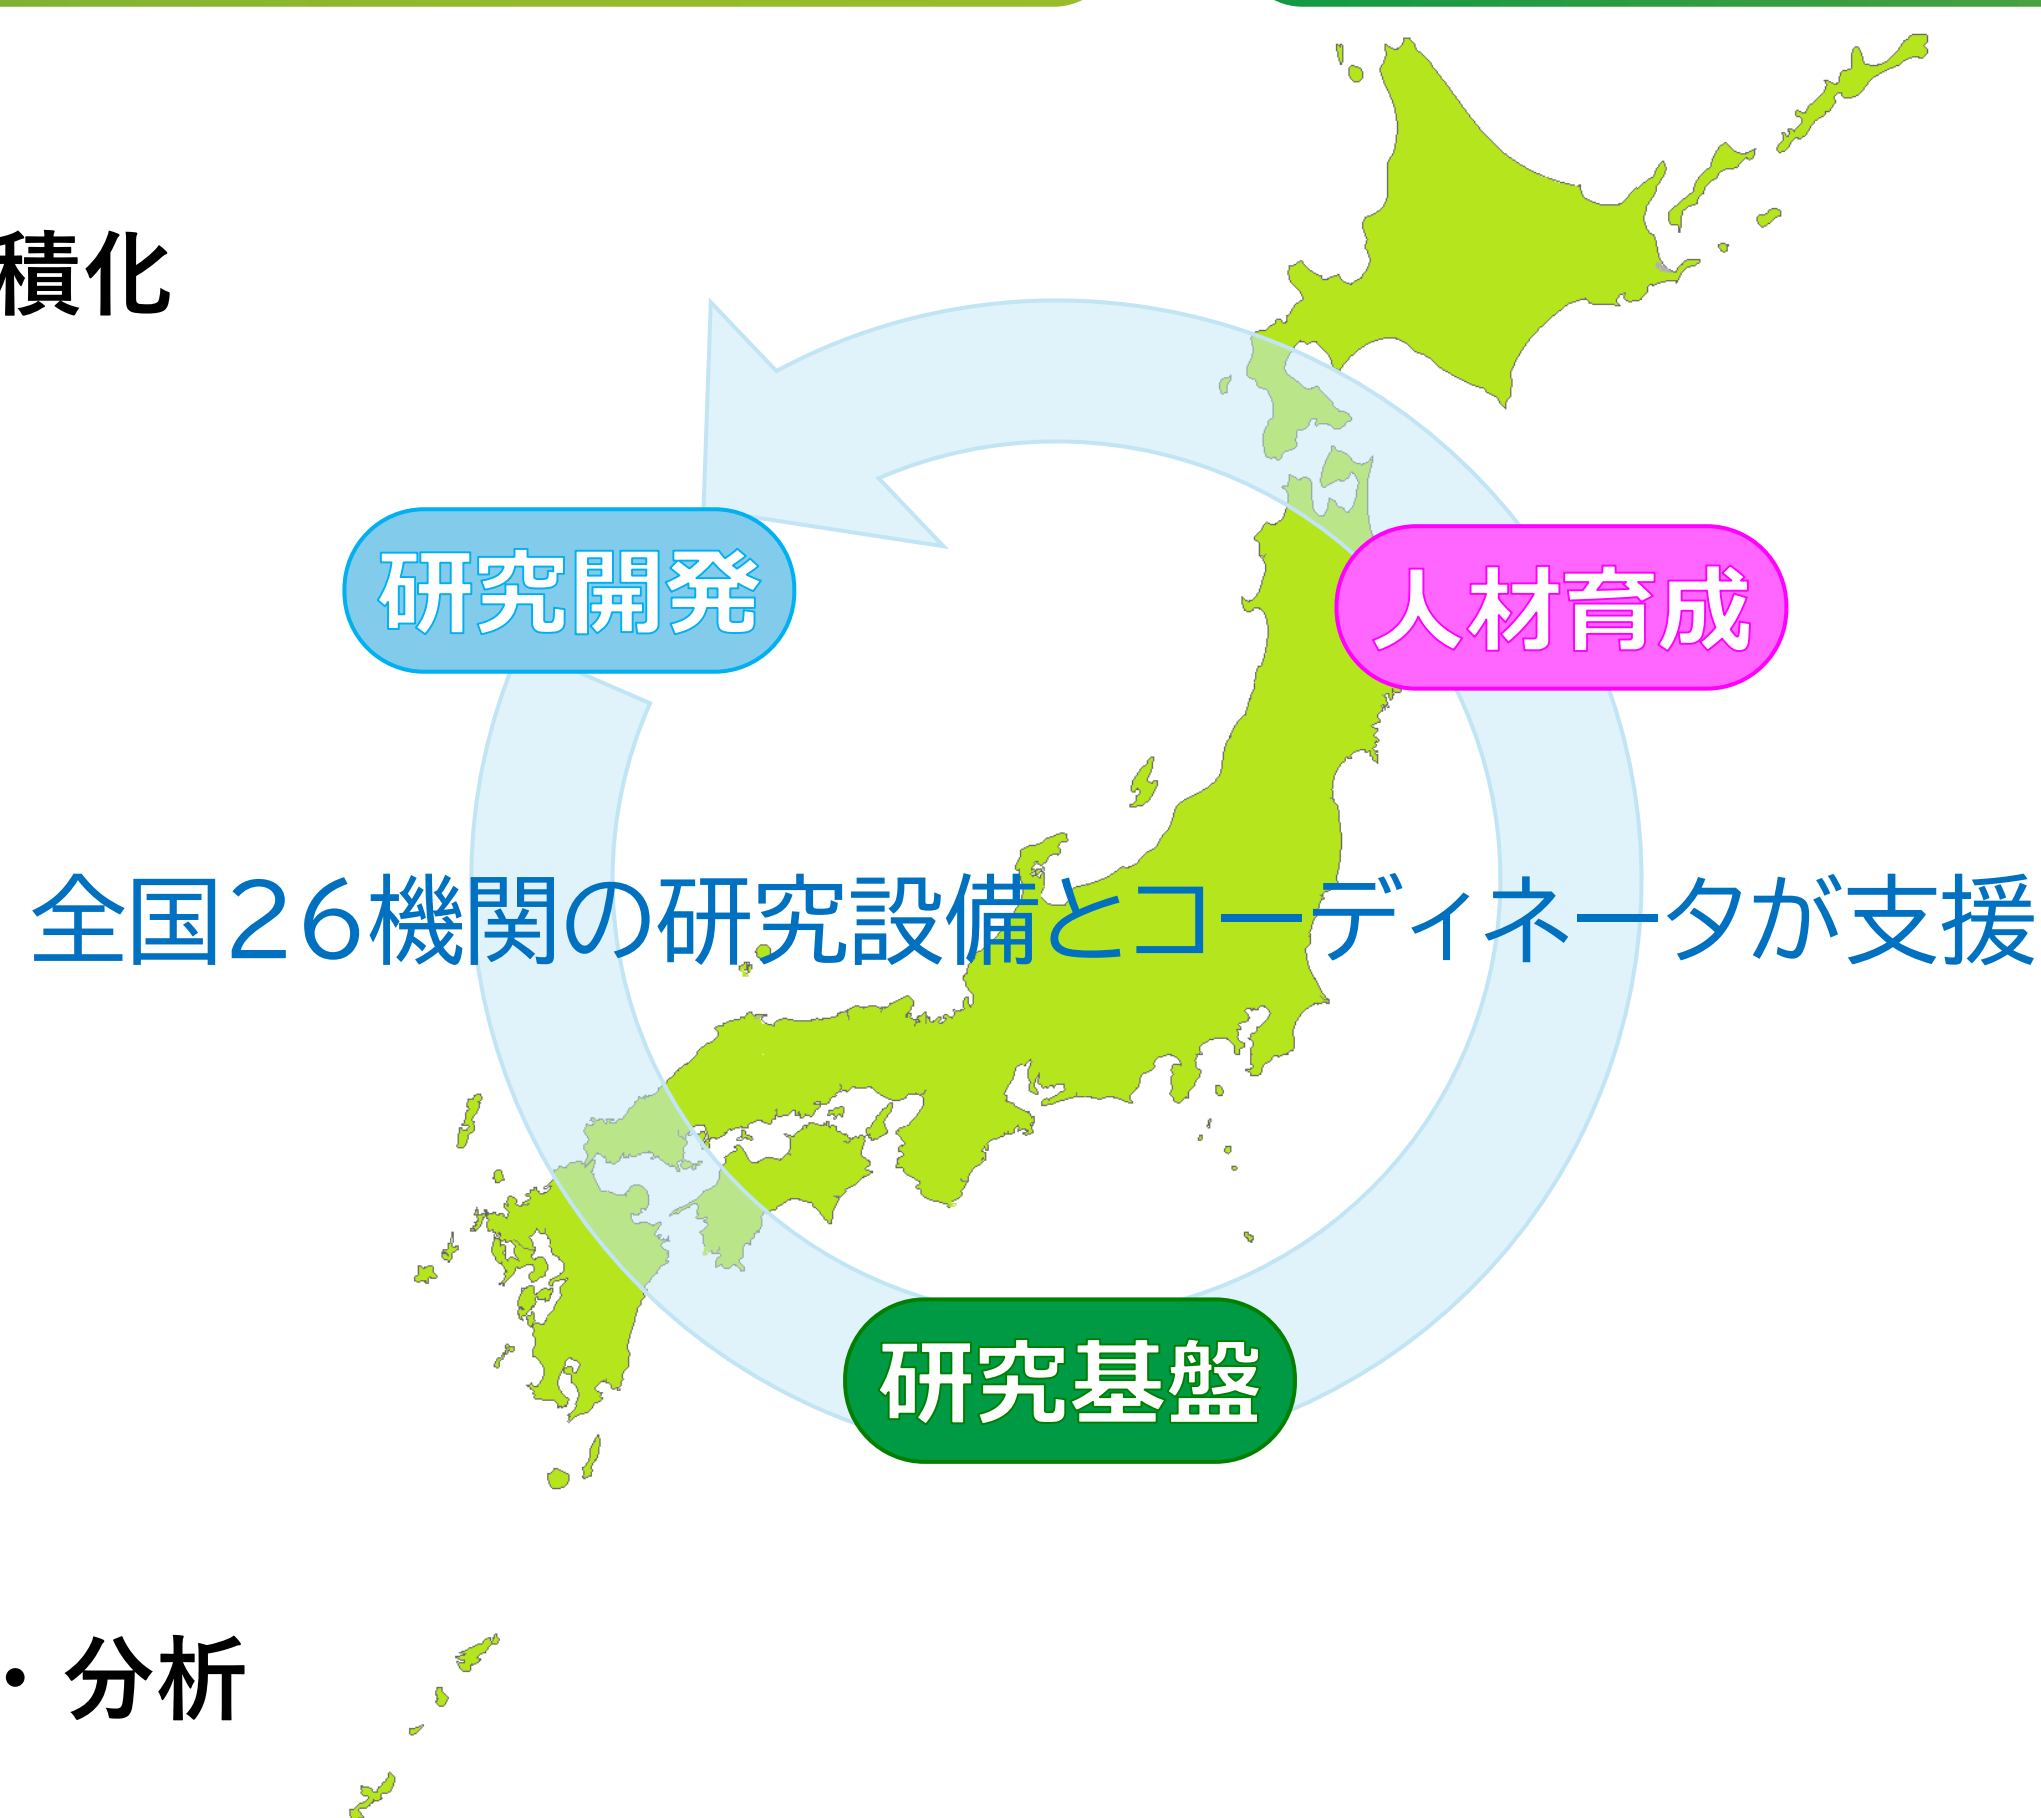 積化
研究開発
人材育成
全国26機関の研究設備とコーディネータが支援
研究基盤
・分析